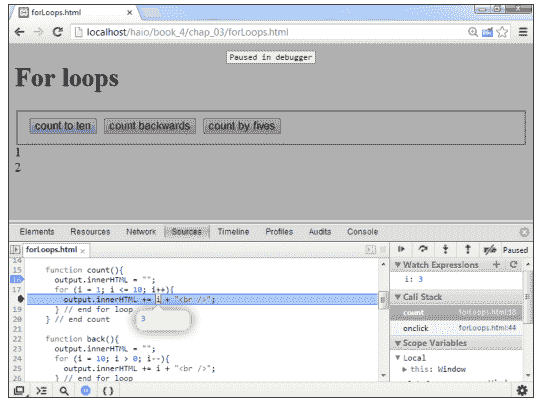 forLoops.html
localhost/haio/book_4/chap_03/forLoops.html
Paused in debugger
For loops
count to ten count backwards count by fives
1
2
Elements Resources Network Sources Timeline Profiles Audits Console
forLoops.html Paused
14
15 function count(){
16 output.innerHTML = "";
17 for (i = 1; i <= 10; i++){
output.innerHTML += i + "<br />";
19 } // end for loop
20 } // end count
3
21
22 function back(){
23 output.innerHTML = "";
24 for (i = 10; i > 0; i--){
25 output.innerHTML += i + "<br />";
26 } // end for loop
Watch Expressions
i: 3
Call Stack
count forLoops.html:18
onclick forLoops.html:44
Scope Variables
Local
this: Window